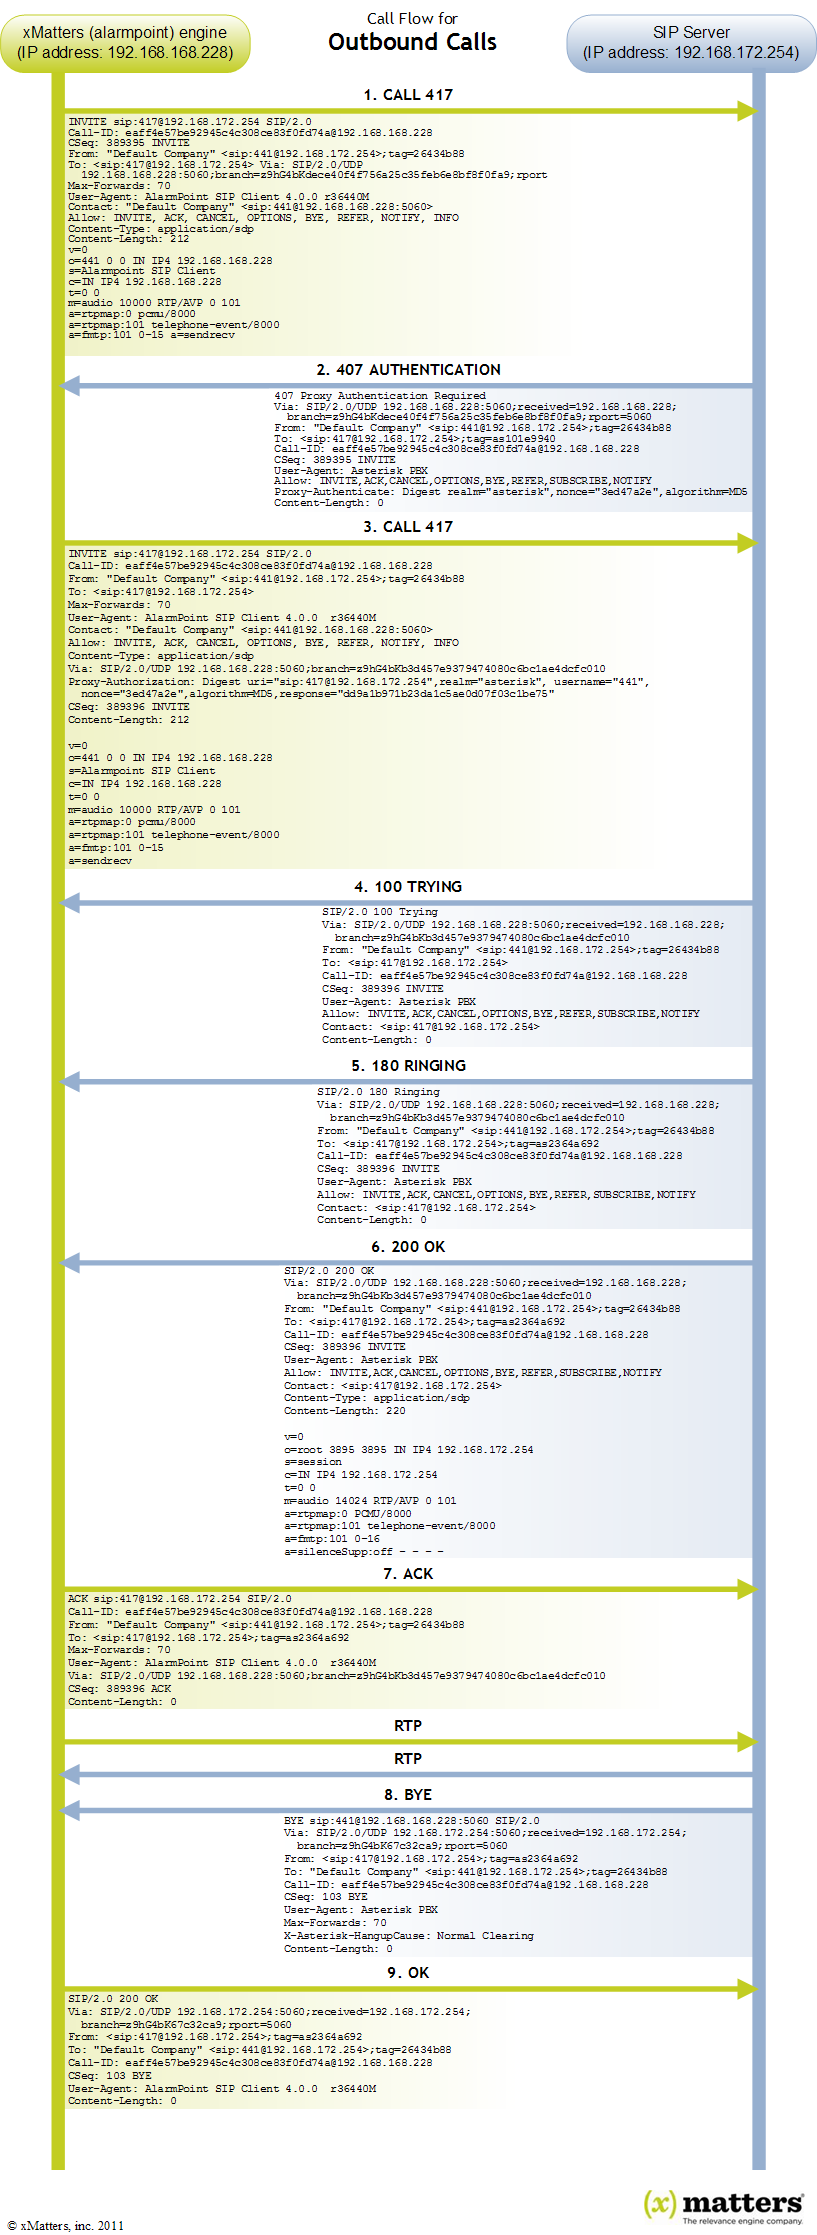 xMatters (alarmpoint) engine
(IP address: 192.168.168.228)
Call Flow for
Outbound Calls
SIP Server
(IP address: 192.168.172.254)
1. CALL 417
INVITE sip:417@192.168.172.254 SIP/2.0
Call-ID: eaff4e57be92945c4c308ce83f0fd74a@192.168.168.228
CSeq: 389395 INVITE
From: "Default Company" <sip:441@192.168.172.254>;tag=26434b88
To: <sip:417@192.168.172.254> Via: SIP/2.0/UDP
192.168.168.228:5060;branch=z9hG4bKdece40f4f756a25c35feb6e8bf8f0fa9;rport
Max-Forwards: 70
User-Agent: AlarmPoint SIP Client 4.0.0 r36440M
Contact: "Default Company" <sip:441@192.168.168.228:5060>
Allow: INVITE, ACK, CANCEL, OPTIONS, BYE, REFER, NOTIFY, INFO
Content-Type: application/sdp
Content-Length: 212
v=0
o=441 0 0 IN IP4 192.168.168.228
s=Alarmpoint SIP Client
c=IN IP4 192.168.168.228
t=0 0
m=audio 10000 RTP/AVP 0 101
a=rtpmap:0 pcmu/8000
a=rtpmap:101 telephone-event/8000
a=fmtp:101 0-15 a=sendrecv
2. 407 AUTHENTICATION
407 Proxy Authentication Required
Via: SIP/2.0/UDP 192.168.168.228:5060;received=192.168.168.228;
branch=z9hG4bKdece40f4f756a25c35feb6e8bf8f0fa9;rport=5060
From: "Default Company" <sip:441@192.168.172.254>;tag=26434b88
To: <sip:417@192.168.172.254>;tag=as101e9940
Call-ID: eaff4e57be92945c4c308ce83f0fd74a@192.168.168.228
CSeq: 389395 INVITE
User-Agent: Asterisk PBX
Allow: INVITE,ACK,CANCEL,OPTIONS,BYE,REFER,SUBSCRIBE,NOTIFY
Proxy-Authenticate: Digest realm="asterisk",nonce="3ed47a2e",algorithm=MD5
Content-Length: 0
3. CALL 417
INVITE sip:417@192.168.172.254 SIP/2.0
Call-ID: eaff4e57be92945c4c308ce83f0fd74a@192.168.168.228
From: "Default Company" <sip:441@192.168.172.254>;tag=26434b88
To: <sip:417@192.168.172.254>
Max-Forwards: 70
User-Agent: AlarmPoint SIP Client 4.0.0 r36440M
Contact: "Default Company" <sip:441@192.168.168.228:5060>
Allow: INVITE, ACK, CANCEL, OPTIONS, BYE, REFER, NOTIFY, INFO
Content-Type: application/sdp
Via: SIP/2.0/UDP 192.168.168.228:5060;branch=z9hG4bKb3d457e9379474080c6bc1ae4dcfc010
Proxy-Authorization: Digest uri="sip:417@192.168.172.254",realm="asterisk", username="441",
nonce="3ed47a2e",algorithm=MD5,response="dd9a1b971b23da1c5ae0d07f03c1be75"
CSeq: 389396 INVITE
Content-Length: 212
v=0
o=441 0 0 IN IP4 192.168.168.228
s=Alarmpoint SIP Client
c=IN IP4 192.168.168.228
t=0 0
m=audio 10000 RTP/AVP 0 101
a=rtpmap:0 pcmu/8000
a=rtpmap:101 telephone-event/8000
a=fmtp:101 0-15
a=sendrecv
4. 100 TRYING
SIP/2.0 100 Trying
Via: SIP/2.0/UDP 192.168.168.228:5060;received=192.168.168.228;
branch=z9hG4bKb3d457e9379474080c6bc1ae4dcfc010
From: "Default Company" <sip:441@192.168.172.254>;tag=26434b88
To: <sip:417@192.168.172.254>
Call-ID: eaff4e57be92945c4c308ce83f0fd74a@192.168.168.228
CSeq: 389396 INVITE
User-Agent: Asterisk PBX
Allow: INVITE,ACK,CANCEL,OPTIONS,BYE,REFER,SUBSCRIBE,NOTIFY
Contact: <sip:417@192.168.172.254>
Content-Length: 0
5. 180 RINGING
SIP/2.0 180 Ringing
Via: SIP/2.0/UDP 192.168.168.228:5060;received=192.168.168.228;
branch=z9hG4bKb3d457e9379474080c6bc1ae4dcfc010
From: "Default Company" <sip:441@192.168.172.254>;tag=26434b88
To: <sip:417@192.168.172.254>;tag=as2364a692
Call-ID: eaff4e57be92945c4c308ce83f0fd74a@192.168.168.228
CSeq: 389396 INVITE
User-Agent: Asterisk PBX
Allow: INVITE,ACK,CANCEL,OPTIONS,BYE,REFER,SUBSCRIBE,NOTIFY
Contact: <sip:417@192.168.172.254>
Content-Length: 0
6. 200 OK
SIP/2.0 200 OK
Via: SIP/2.0/UDP 192.168.168.228:5060;received=192.168.168.228;
branch=z9hG4bKb3d457e9379474080c6bc1ae4dcfc010
From: "Default Company" <sip:441@192.168.172.254>;tag=26434b88
To: <sip:417@192.168.172.254>;tag=as2364a692
Call-ID: eaff4e57be92945c4c308ce83f0fd74a@192.168.168.228
CSeq: 389396 INVITE
User-Agent: Asterisk PBX
Allow: INVITE,ACK,CANCEL,OPTIONS,BYE,REFER,SUBSCRIBE,NOTIFY
Contact: <sip:417@192.168.172.254>
Content-Type: application/sdp
Content-Length: 220
v=0
o=root 3895 3895 IN IP4 192.168.172.254
s=session
c=IN IP4 192.168.172.254
t=0 0
m=audio 14024 RTP/AVP 0 101
a=rtpmap:0 PCMU/8000
a=rtpmap:101 telephone-event/8000
a=fmtp:101 0-16
a=silenceSupp:off - - - -
7. ACK
ACK sip:417@192.168.172.254 SIP/2.0
Call-ID: eaff4e57be92945c4c308ce83f0fd74a@192.168.168.228
From: "Default Company" <sip:441@192.168.172.254>;tag=26434b88
To: <sip:417@192.168.172.254>;tag=as2364a692
Max-Forwards: 70
User-Agent: AlarmPoint SIP Client 4.0.0 r36440M
Via: SIP/2.0/UDP 192.168.168.228:5060;branch=z9hG4bKb3d457e9379474080c6bc1ae4dcfc010
CSeq: 389396 ACK
Content-Length: 0
RTP
RTP
8. BYE
BYE sip:441@192.168.168.228:5060 SIP/2.0
Via: SIP/2.0/UDP 192.168.172.254:5060;received=192.168.172.254;
branch=z9hG4bK67c32ca9;rport=5060
From: <sip:417@192.168.172.254>;tag=as2364a692
To: "Default Company" <sip:441@192.168.172.254>;tag=26434b88
Call-ID: eaff4e57be92945c4c308ce83f0fd74a@192.168.168.228
CSeq: 103 BYE
User-Agent: Asterisk PBX
Max-Forwards: 70
X-Asterisk-HangupCause: Normal Clearing
Content-Length: 0
9. OK
SIP/2.0 200 OK
Via: SIP/2.0/UDP 192.168.172.254:5060;received=192.168.172.254;
branch=z9hG4bK67c32ca9;rport=5060
From: <sip:417@192.168.172.254>;tag=as2364a692
To: "Default Company" <sip:441@192.168.172.254>;tag=26434b88
Call-ID: eaff4e57be92945c4c308ce83f0fd74a@192.168.168.228
CSeq: 103 BYE
User-Agent: AlarmPoint SIP Client 4.0.0 r36440M
Content-Length: 0
(x) matters
The relevance engine company.
© xMatters, inc. 2011